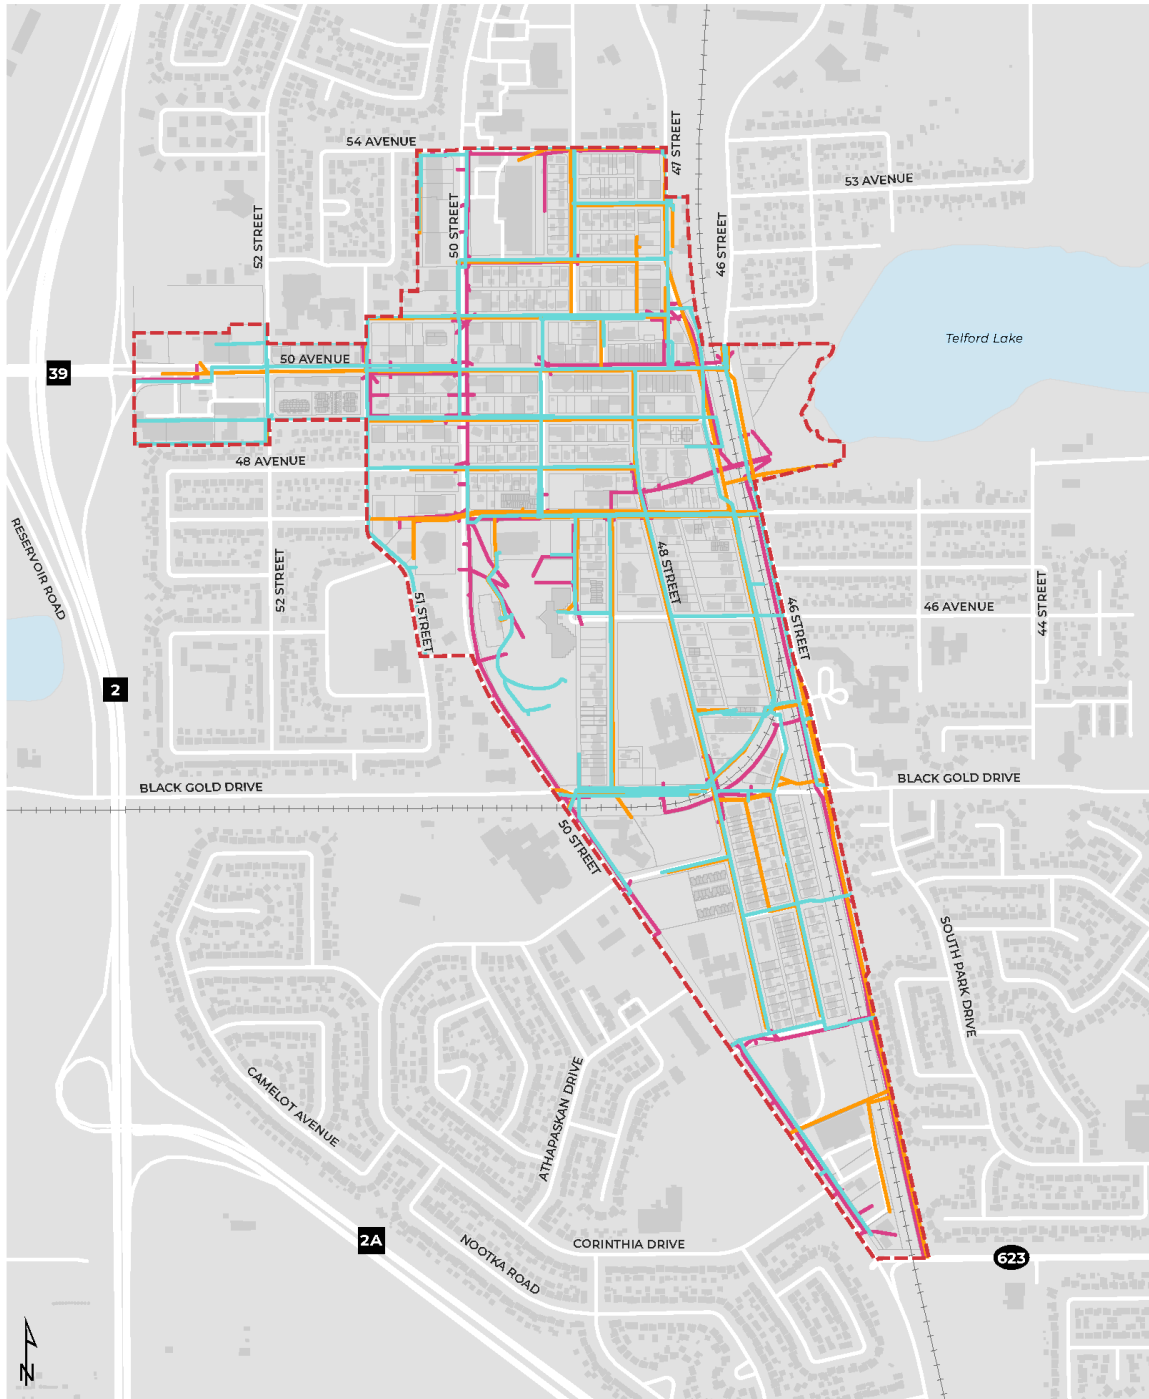 54 AVENUE
47 STREET
53 AVENUE
50 STREET
52 STREET
46 STREET
Telford Lake
50 AVENUE
39
48 AVENUE
RESERVOIR ROAD
52 STREET
51 STREET
48 STREET
46 STREET
46 AVENUE
44 STREET
2
BLACK GOLD DRIVE
BLACK GOLD DRIVE
50 STREET
SOUTH PARK DRIVE
CAMELOT AVENUE
ATHAPASKAN DRIVE
2A
NOOTKA ROAD
CORINTHIA DRIVE
623
N